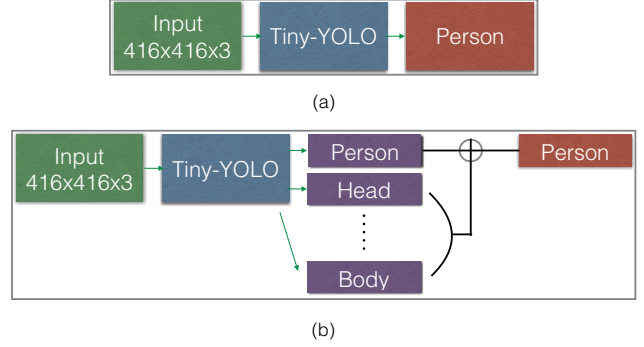 Input
416x416x3
Tiny-YOLO
Person
(a)
Input
416x416x3
Tiny-YOLO
Person
Person
Head
Body
(b)